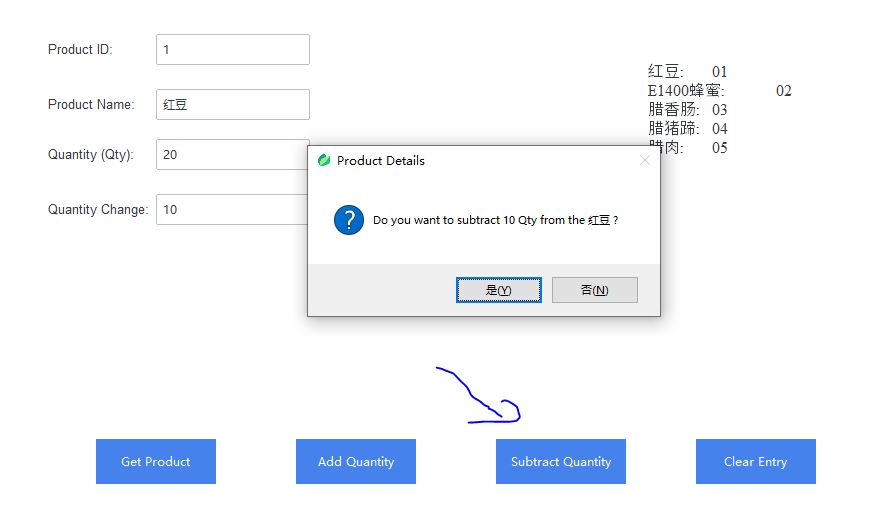 Product ID: 1
Product Name: 红豆
Quantity (Qty): 20
Quantity Change: 10
红豆: 01
E1400蜂蜜: 02
腊香肠: 03
腊猪蹄: 04
腊肉: 05
Product Details
Do you want to subtract 10 Qty from the 红豆 ?
是(Y) 否(N)
Get Product Add Quantity Subtract Quantity Clear Entry